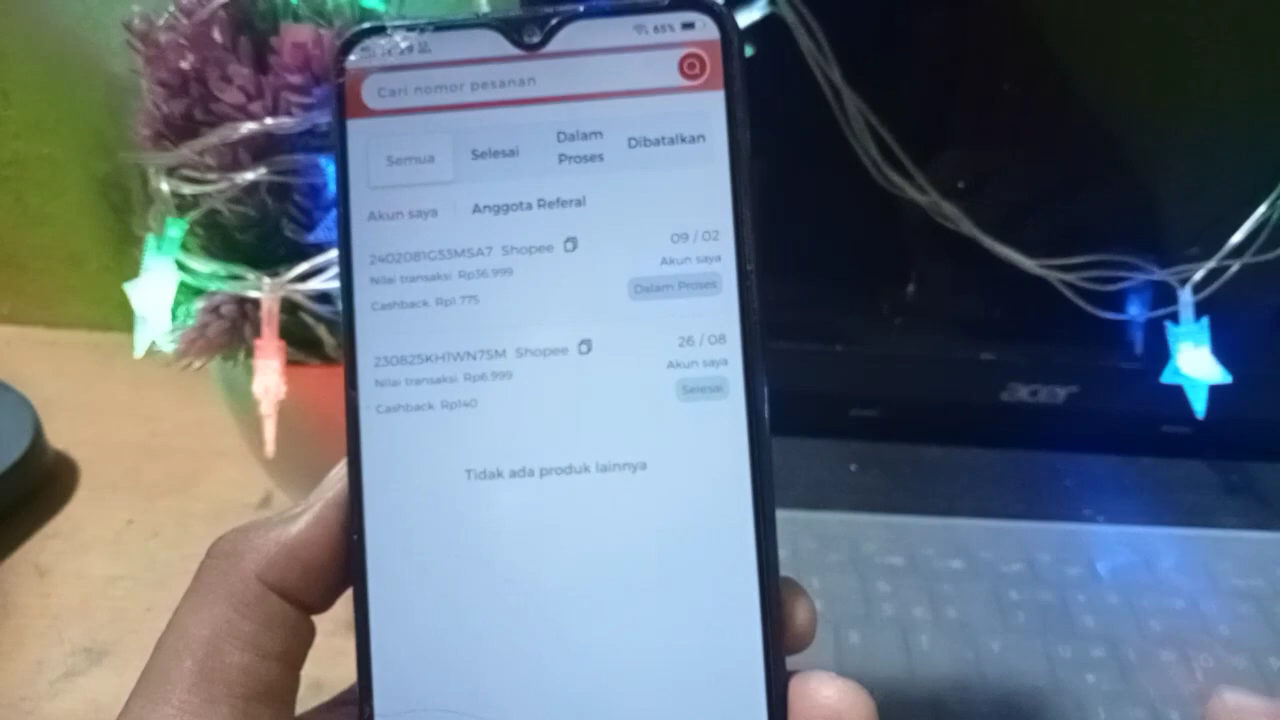 65%
Cari nomor pesanan
Semua Selesai Dalam Proses Dibatalkan
Akun saya Anggota Referal
2402081G53MSA7 Shopee 09 / 02
Nilai transaksi Rp36.999 Akun saya
Cashback Rp1.775 Dalam Proses
230825KH1WN7SM Shopee 26 / 08
Nilai transaksi Rp6.999 Akun saya
Cashback Rp140 Selesai
Tidak ada produk lainnya
acer